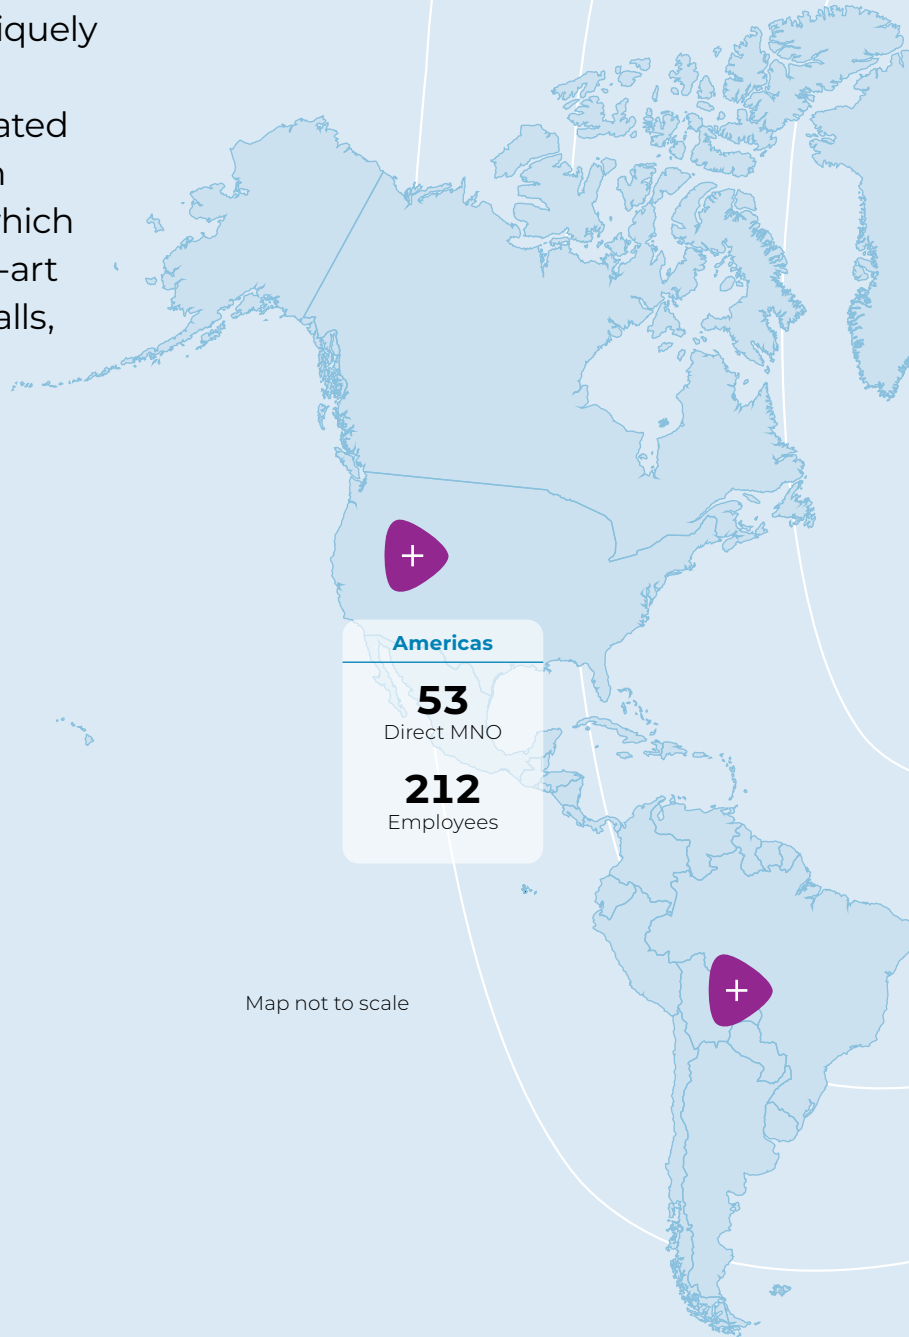 iquely
ated
n
hich
-art
alls,
Americas
53
Direct MNO
212
Employees
Map not to scale